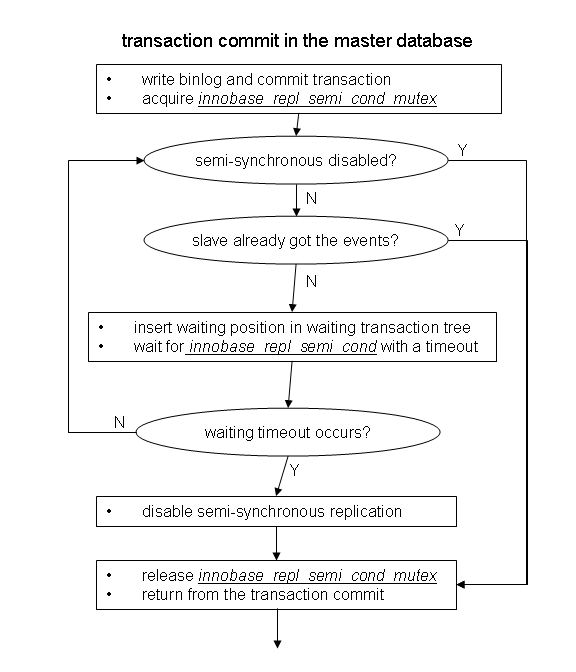 transaction commit in the master database
• write binlog and commit transaction
• acquire innobase_repl_semi_cond_mutex
semi-synchronous disabled?
Y
N
slave already got the events?
Y
N
• insert waiting position in waiting transaction tree
• wait for innobase_repl_semi_cond with a timeout
N
waiting timeout occurs?
Y
• disable semi-synchronous replication
• release innobase_repl_semi_cond_mutex
• return from the transaction commit